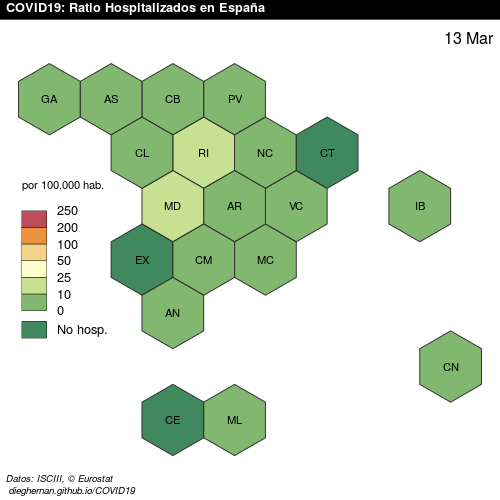 COVID19: Ratio Hospitalizados en España
13 Mar
GA AS CB PV
CL RI NC CT
por 100,000 hab.
MD AR VC IB
250
200
100
50
25
10
0
No hosp.
EX CM MC
AN
CN
CE ML
Datos: ISCIII, © Eurostat
dieghernan.github.io/COVID19